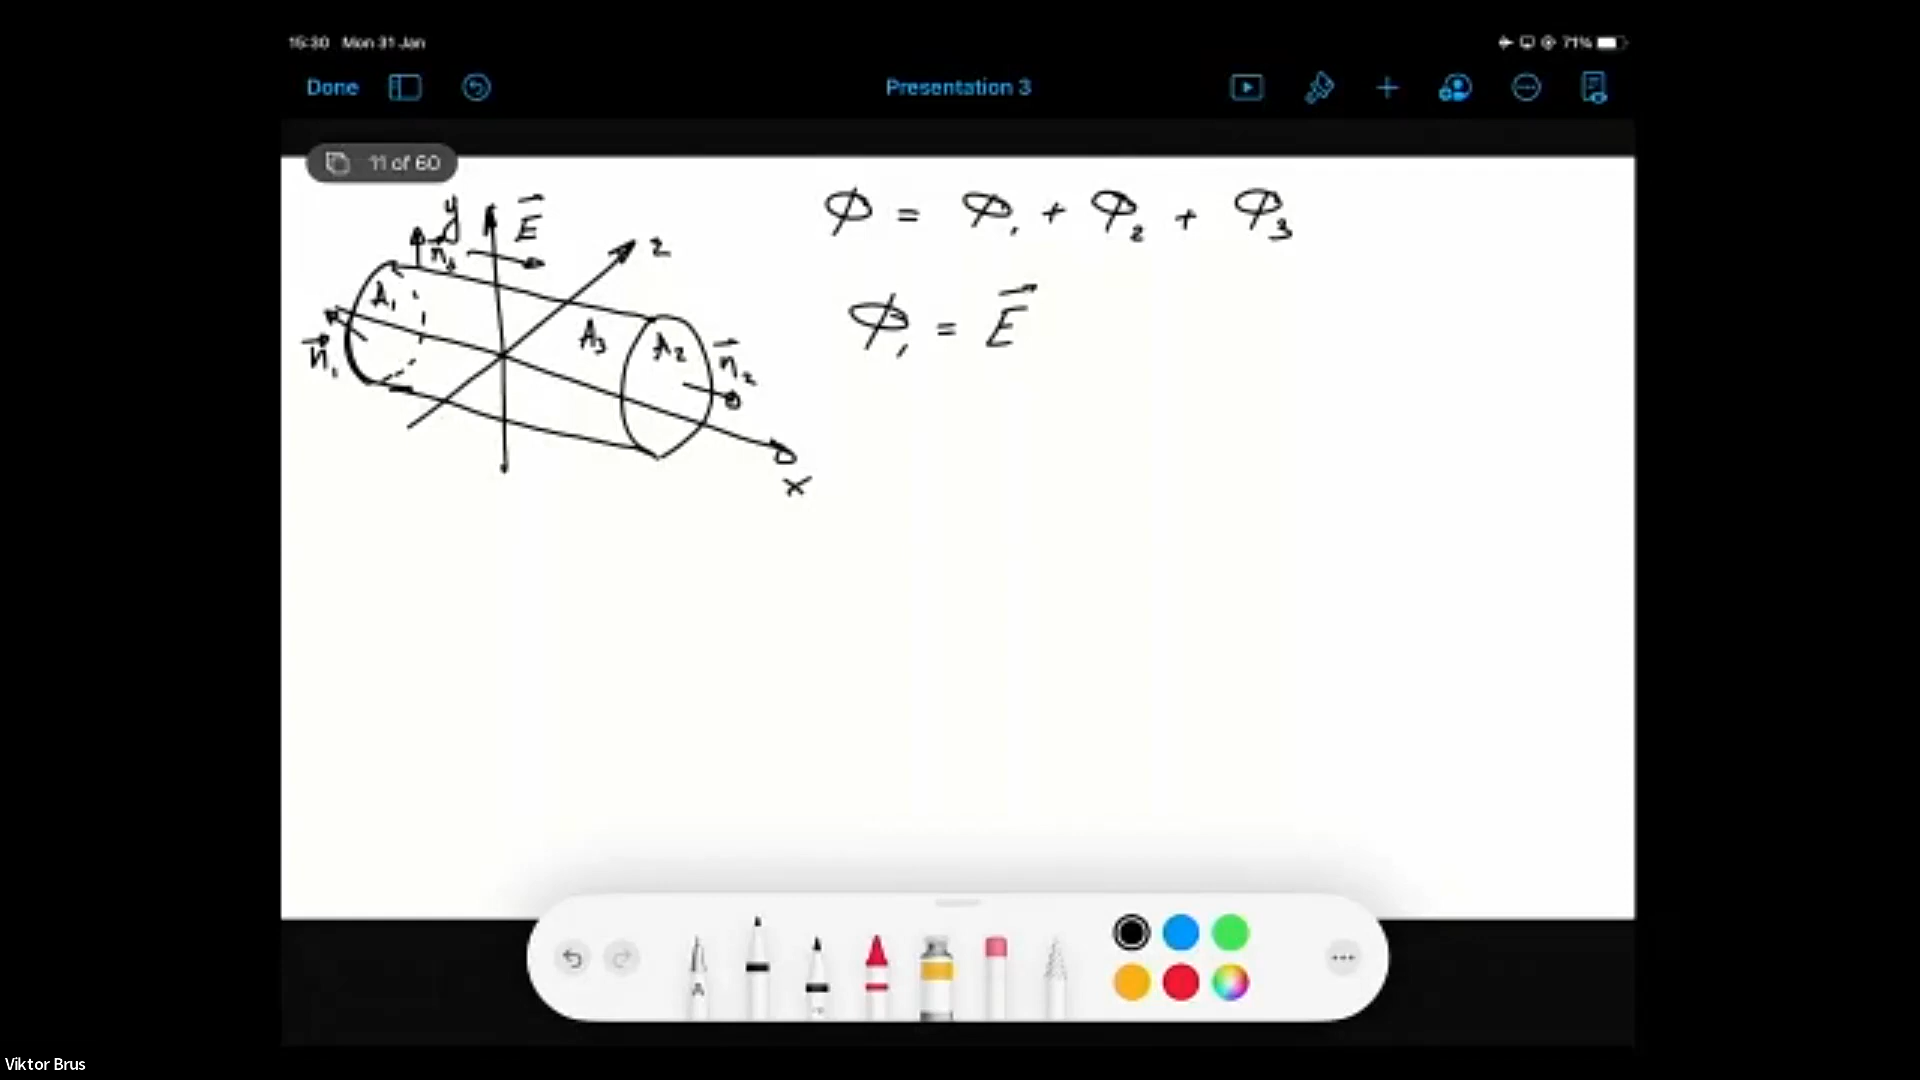 15:30 Mon 31 Jan 71%
Done Presentation 3
11 of 60
y E⃗ z
n⃗₃
A₁
A₃ A₂ n⃗₂
n⃗₁
x
Φ = Φ₁ + Φ₂ + Φ₃
Φ₁ = E⃗
Viktor Brus